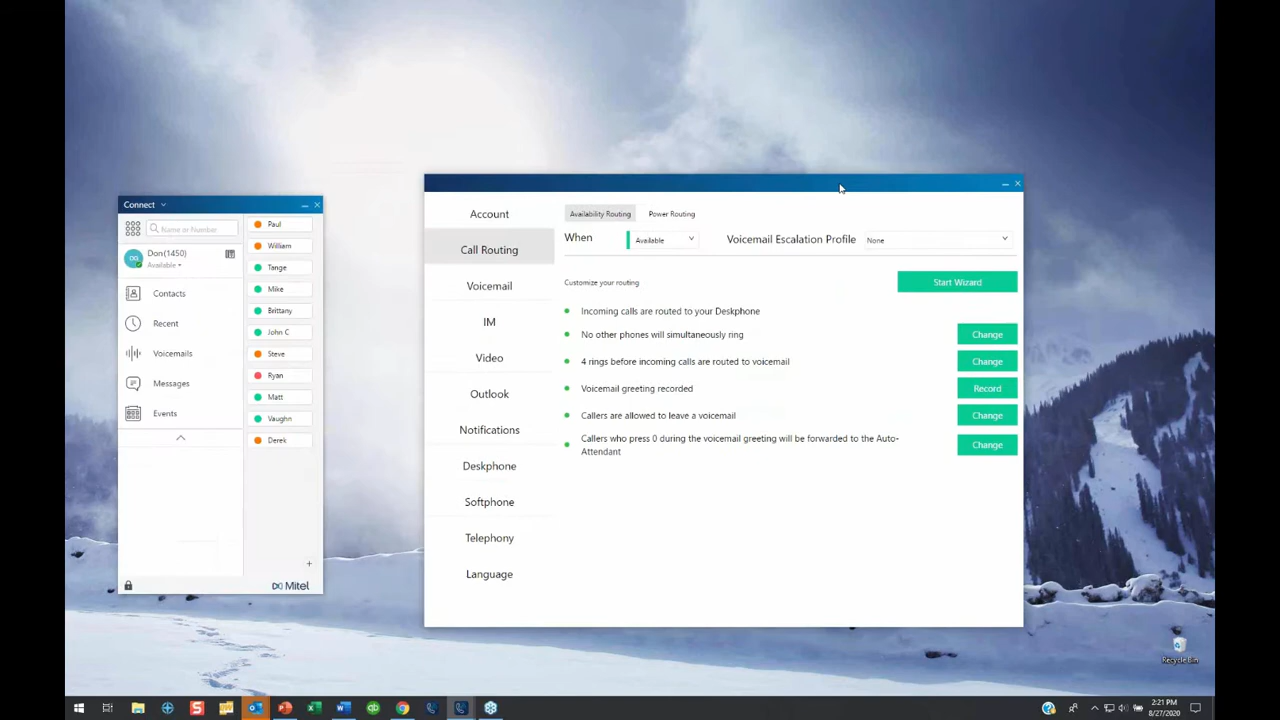 Connect
Name or Number
Don(1450)
Available
Contacts
Recent
Voicemails
Messages
Events
Paul
William
Tange
Mike
Brittany
John C
Steve
Ryan
Matt
Vaughn
Derek
+
Mitel
Account
Call Routing
Voicemail
IM
Video
Outlook
Notifications
Deskphone
Softphone
Telephony
Language
Availability Routing Power Routing
When Available Voicemail Escalation Profile None
Customize your routing Start Wizard
Incoming calls are routed to your Deskphone
No other phones will simultaneously ring Change
4 rings before incoming calls are routed to voicemail Change
Voicemail greeting recorded Record
Callers are allowed to leave a voicemail Change
Callers who press 0 during the voicemail greeting will be forwarded to the Auto-
Attendant Change
Recycle Bin
2:21 PM
8/27/2020